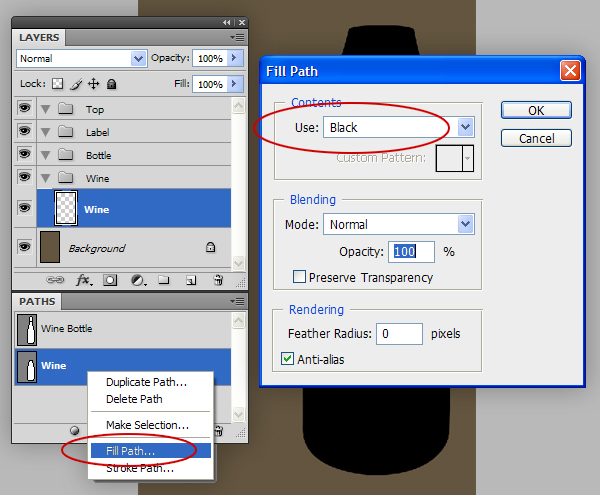 LAYERS
Normal Opacity: 100%
Lock: Fill: 100%
Top
Label
Bottle
Wine
Wine
Background
fx
PATHS
Wine Bottle
Wine
Duplicate Path...
Delete Path
Make Selection...
Fill Path...
Stroke Path...
Fill Path
Contents
Use: Black
Custom Pattern:
OK
Cancel
Blending
Mode: Normal
Opacity: 100 %
Preserve Transparency
Rendering
Feather Radius: 0 pixels
Anti-alias